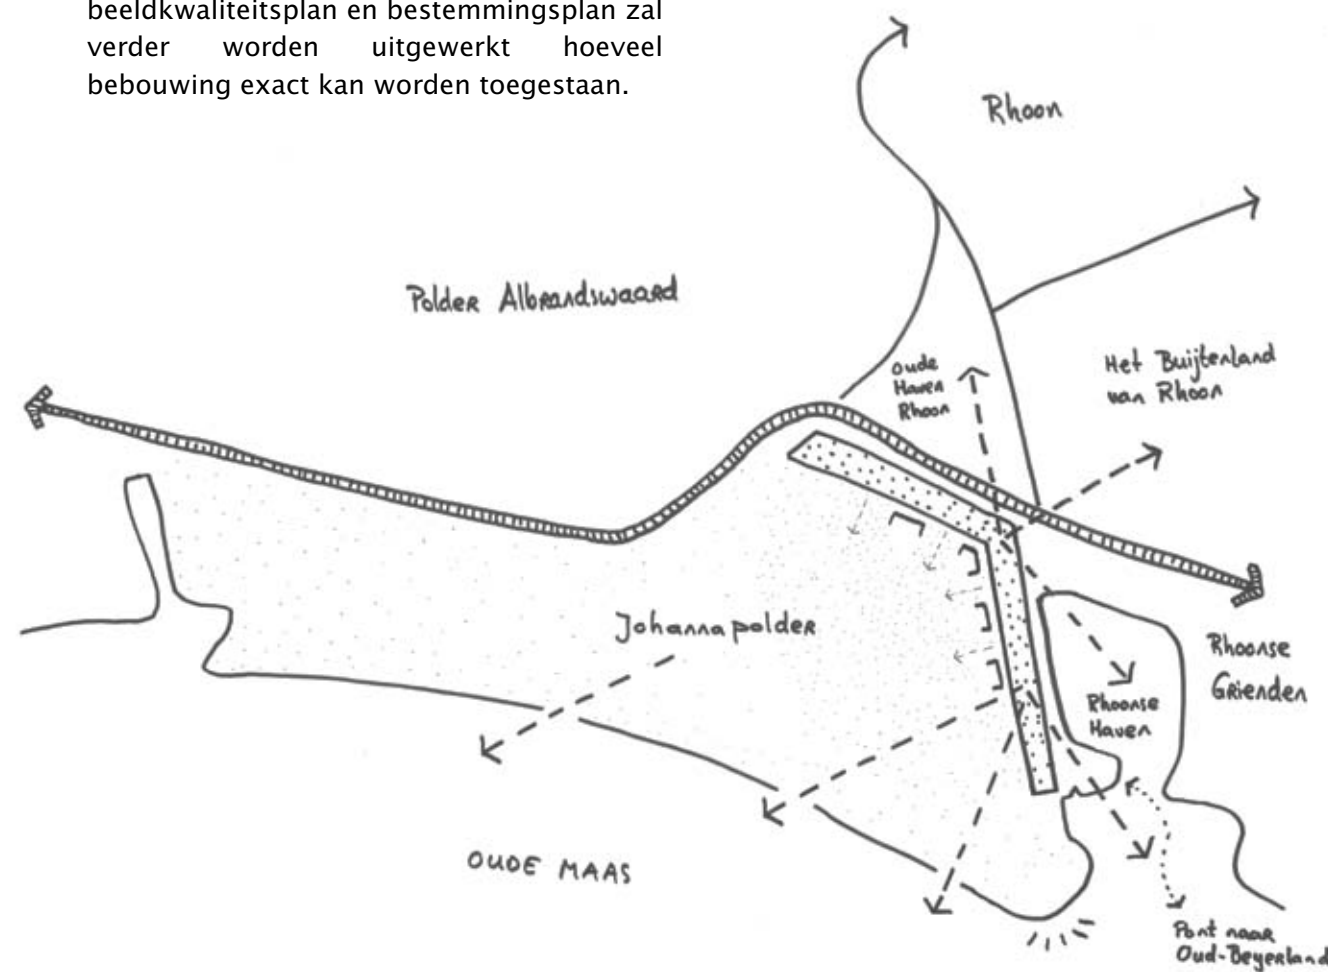 beeldkwaliteitsplan en bestemmingsplan zal
verder worden uitgewerkt hoeveel
bebouwing exact kan worden toegestaan.
Rhoon
Polder Albrandswaard
Oude
Haven
Rhoon
Het Buijtenland
van Rhoon
Johannapolder
Rhoonse
Grienden
Rhoonse
Haven
OUDE MAAS
Pont naar
Oud-Beyerland